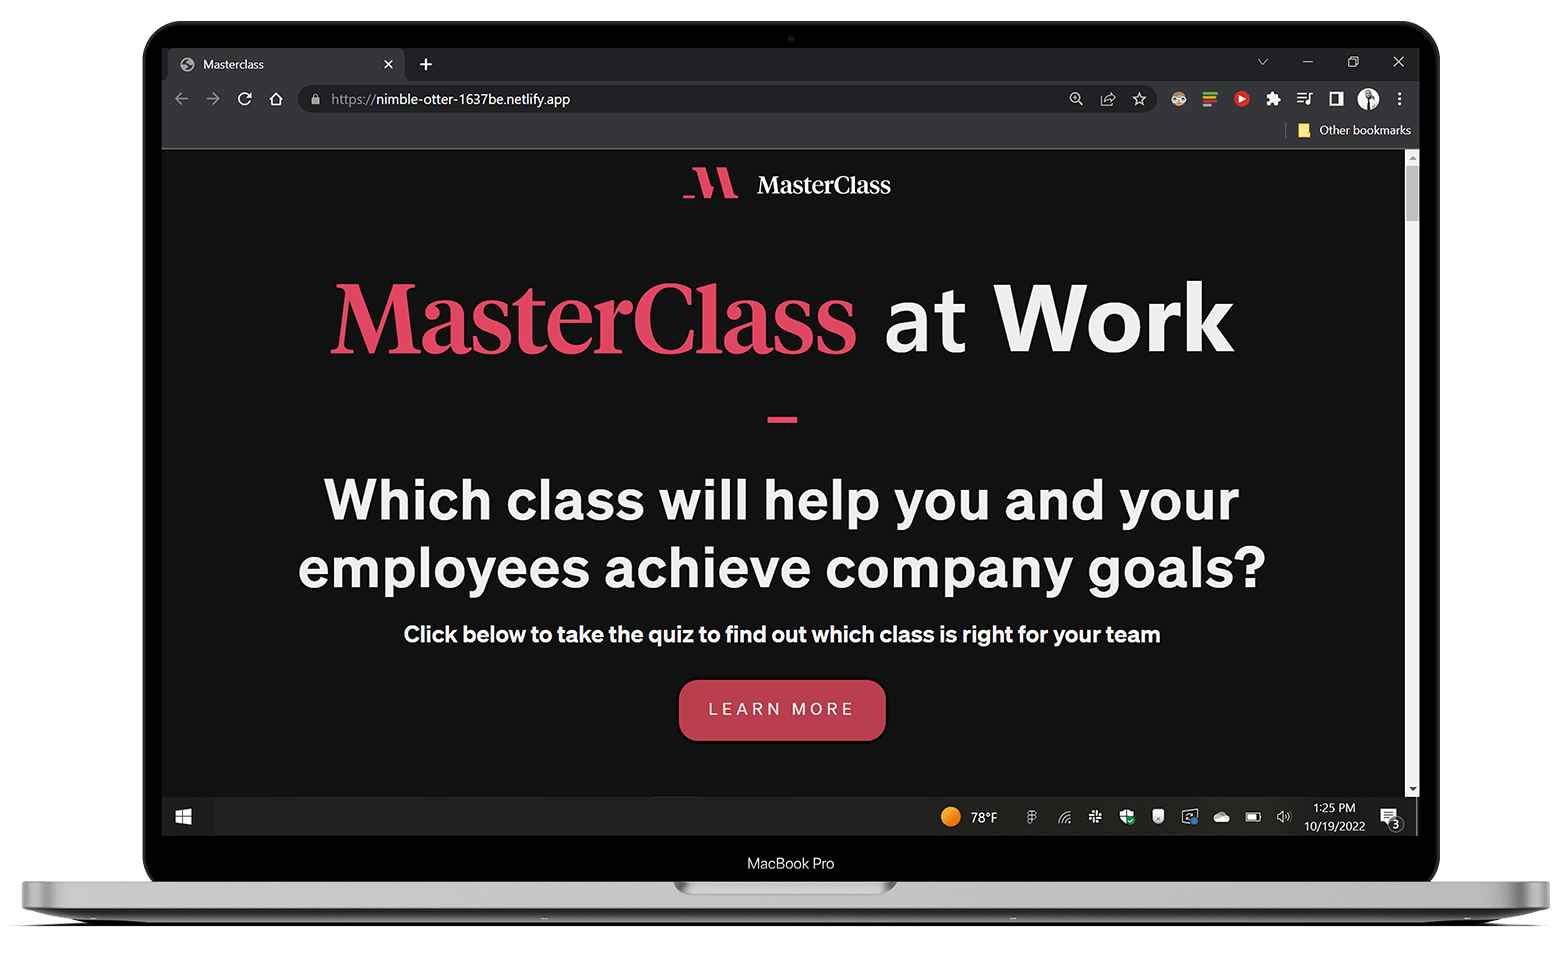 Masterclass
https://nimble-otter-1637be.netlify.app
Other bookmarks
MasterClass
MasterClass at Work
Which class will help you and your
employees achieve company goals?
Click below to take the quiz to find out which class is right for your team
LEARN MORE
78°F
1:25 PM
10/19/2022
3
MacBook Pro